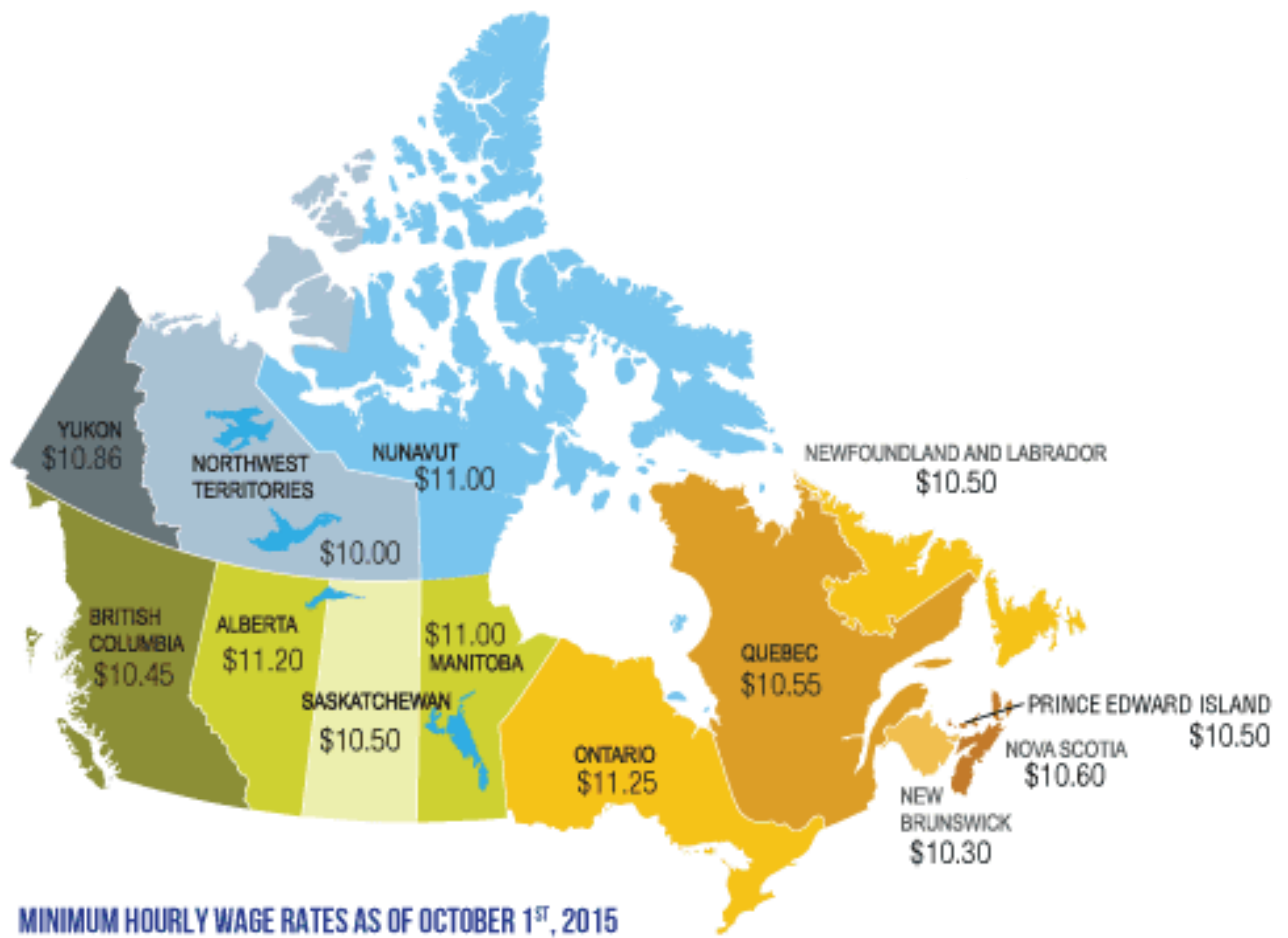 YUKON
$10.86
NORTHWEST
TERRITORIES
$10.00
NUNAVUT
$11.00
NEWFOUNDLAND AND LABRADOR
$10.50
BRITISH
COLUMBIA
$10.45
ALBERTA
$11.20
SASKATCHEWAN
$10.50
$11.00
MANITOBA
ONTARIO
$11.25
QUEBEC
$10.55
PRINCE EDWARD ISLAND
$10.50
NOVA SCOTIA
$10.60
NEW
BRUNSWICK
$10.30
MINIMUM HOURLY WAGE RATES AS OF OCTOBER 1ST, 2015